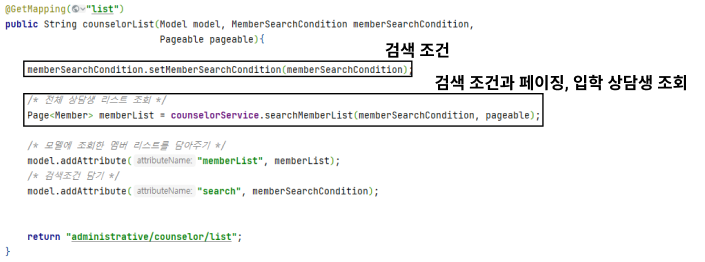 @GetMapping("list")
public String counselorList(Model model, MemberSearchCondition memberSearchCondition,
Pageable pageable){
검색 조건
memberSearchCondition.setMemberSearchCondition(memberSearchCondition);
검색 조건과 페이징, 입학 상담생 조회
/* 전체 상담생 리스트 조회 */
Page<Member> memberList = counselorService.searchMemberList(memberSearchCondition, pageable);
/* 모델에 조회한 멤버 리스트를 담아주기 */
model.addAttribute( attributeName: "memberList", memberList);
/* 검색조건 담기 */
model.addAttribute( attributeName: "search", memberSearchCondition);
return "administrative/counselor/list";
}